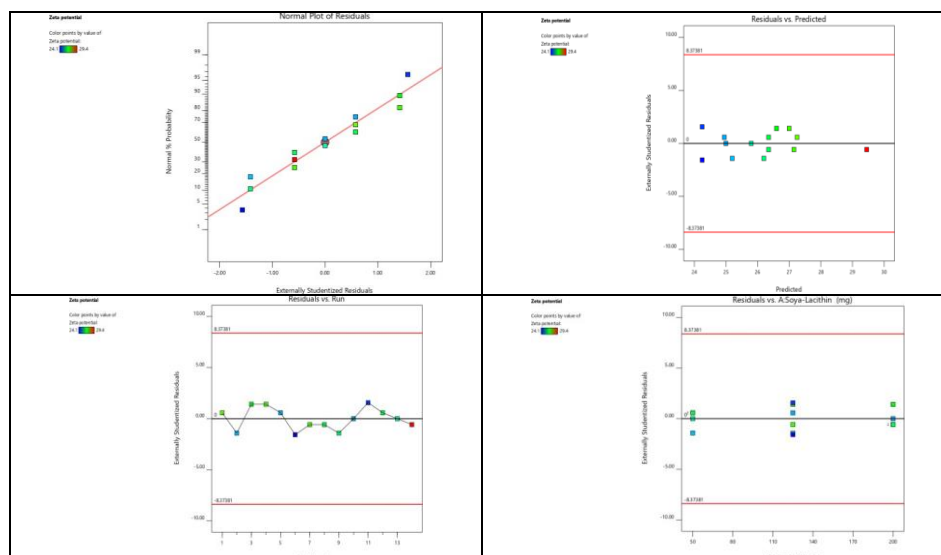 Zeta potential
Color points by value of
Zeta potential:
24.1 29.4
Normal Plot of Residuals
Normal % Probability
99
95
90
80
70
50
30
20
10
5
1
-2.00 -1.00 0.00 1.00 2.00
Externally Studentized Residuals
Zeta potential
Color points by value of
Zeta potential:
24.1 29.4
Residuals vs. Predicted
Externally Studentized Residuals
10.00
8.37381
5.00
0.00
0
-5.00
-8.37381
-10.00
24 25 26 27 28 29 30
Predicted
Zeta potential
Color points by value of
Zeta potential:
24.1 29.4
Residuals vs. Run
Externally Studentized Residuals
10.00
8.37381
5.00
0.00
0
-5.00
-8.37381
-10.00
1 3 5 7 9 11 13
Zeta potential
Color points by value of
Zeta potential:
24.1 29.4
Residuals vs. A:Soya-Lacithin (mg)
Externally Studentized Residuals
10.00
8.37381
5.00
0.00
0
-5.00
-8.37381
-10.00
50 80 110 140 170 200